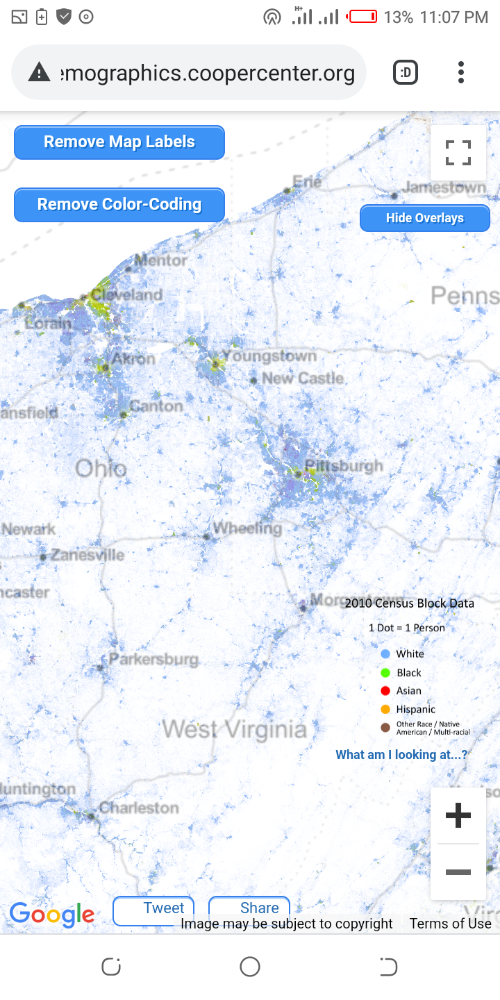 H+
13% 11:07 PM
:emographics.coopercenter.org
:D
Remove Map Labels
Erie
Jamestown
Remove Color-Coding
Hide Overlays
Mentor
Cleveland
Penns
Lorain
Akron
Youngstown
New Castle
Canton
ansfield
Ohio
Pittsburgh
Newark
Wheeling
Zanesville
ncaster
Morgantown
2010 Census Block Data
1 Dot = 1 Person
White
Black
Parkersburg
Asian
Hispanic
Other Race / Native
American / Multi-racial
West Virginia
What am I looking at...?
Huntington
Charleston
Google
Tweet
Share
Image may be subject to copyright
Terms of Use